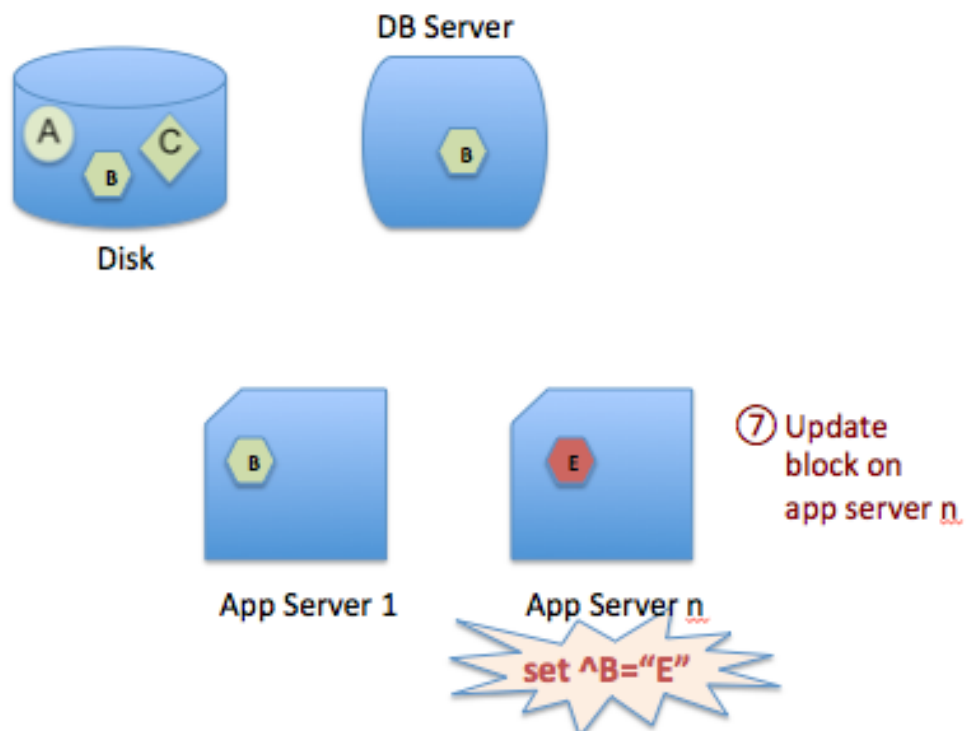 DB Server
A
C
B
B
Disk
⑦ Update
block on
app server n
B
E
App Server 1
App Server n
set ^B=“E”